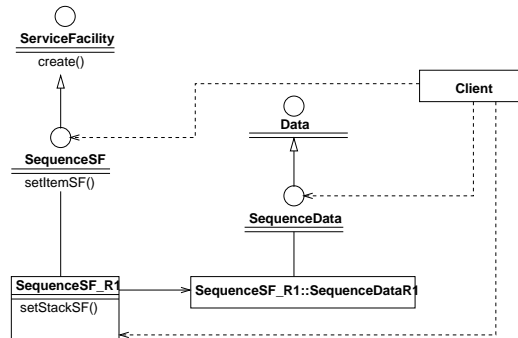 ServiceFacility
create()
Client
Data
SequenceSF
setItemSF()
SequenceData
SequenceSF_R1
SequenceSF_R1::SequenceDataR1
setStackSF()